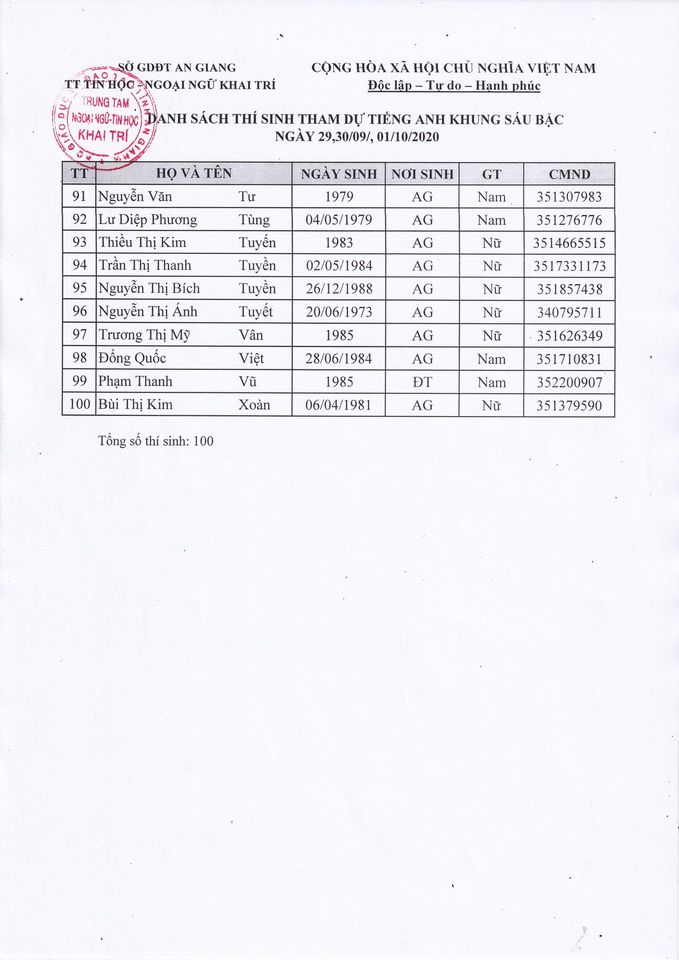 SỞ GDĐT AN GIANG
TT TIN HỌC - NGOẠI NGỮ KHAI TRÍ
CỘNG HÒA XÃ HỘI CHỦ NGHĨA VIỆT NAM
Độc lập – Tự do – Hạnh phúc
TRUNG TAM
NGOẠI NGỮ-TIN HỌC
KHAI TRÍ
DANH SÁCH THÍ SINH THAM DỰ TIẾNG ANH KHUNG SÁU BẬC
NGÀY 29,30/09/, 01/10/2020
TT HỌ VÀ TÊN NGÀY SINH NƠI SINH GT CMND
91 Nguyễn Văn Tư 1979 AG Nam 351307983
92 Lư Diệp Phương Tùng 04/05/1979 AG Nam 351276776
93 Thiều Thị Kim Tuyến 1983 AG Nữ 3514665515
94 Trần Thị Thanh Tuyền 02/05/1984 AG Nữ 3517331173
95 Nguyễn Thị Bích Tuyền 26/12/1988 AG Nữ 351857438
96 Nguyễn Thị Ánh Tuyết 20/06/1973 AG Nữ 340795711
97 Trương Thị Mỹ Vân 1985 AG Nữ 351626349
98 Đổng Quốc Việt 28/06/1984 AG Nam 351710831
99 Phạm Thanh Vũ 1985 ĐT Nam 352200907
100 Bùi Thị Kim Xoàn 06/04/1981 AG Nữ 351379590
Tổng số thí sinh: 100